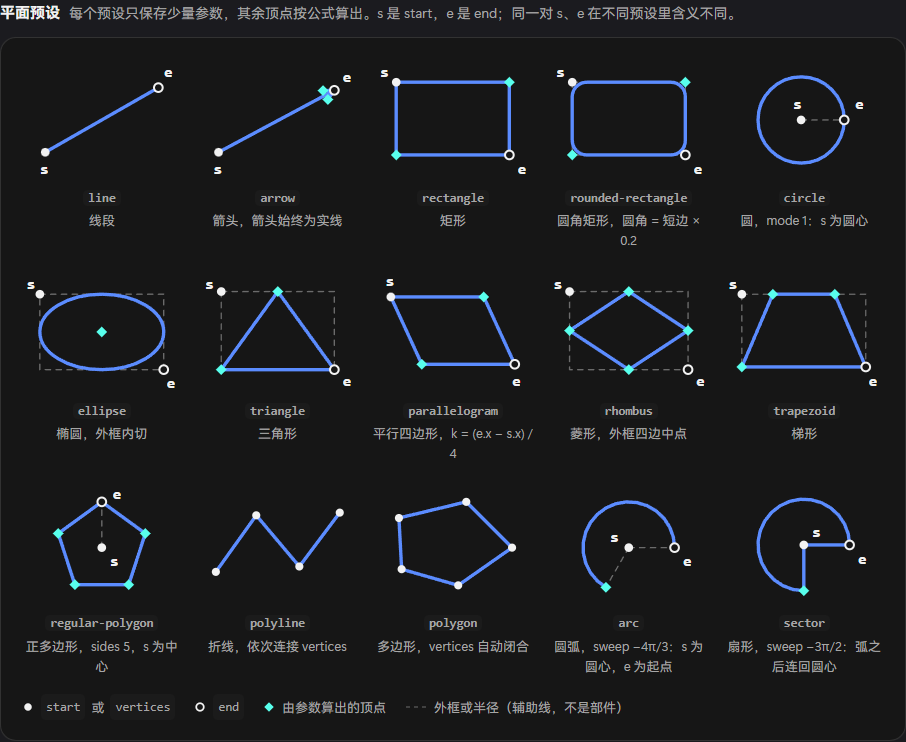 平面预设 每个预设只保存少量参数，其余顶点按公式算出。s 是 start，e 是 end；同一对 s、e 在不同预设里含义不同。
e
s
line
线段
e
s
arrow
箭头，箭头始终为实线
s
e
rectangle
矩形
s
e
rounded-rectangle
圆角矩形，圆角 = 短边 ×
0.2
s
e
circle
圆，mode 1：s 为圆心
s
e
ellipse
椭圆，外框内切
s
e
triangle
三角形
s
e
parallelogram
平行四边形，k = (e.x − s.x) /
4
s
e
rhombus
菱形，外框四边中点
s
e
trapezoid
梯形
e
s
regular-polygon
正多边形，sides 5，s 为中
心
polyline
折线，依次连接 vertices
polygon
多边形，vertices 自动闭合
s
e
arc
圆弧，sweep −4π/3：s 为
圆心，e 为起点
s
e
sector
扇形，sweep −3π/2：弧之
后连回圆心
start 或 vertices
end
由参数算出的顶点
外框或半径（辅助线，不是部件）